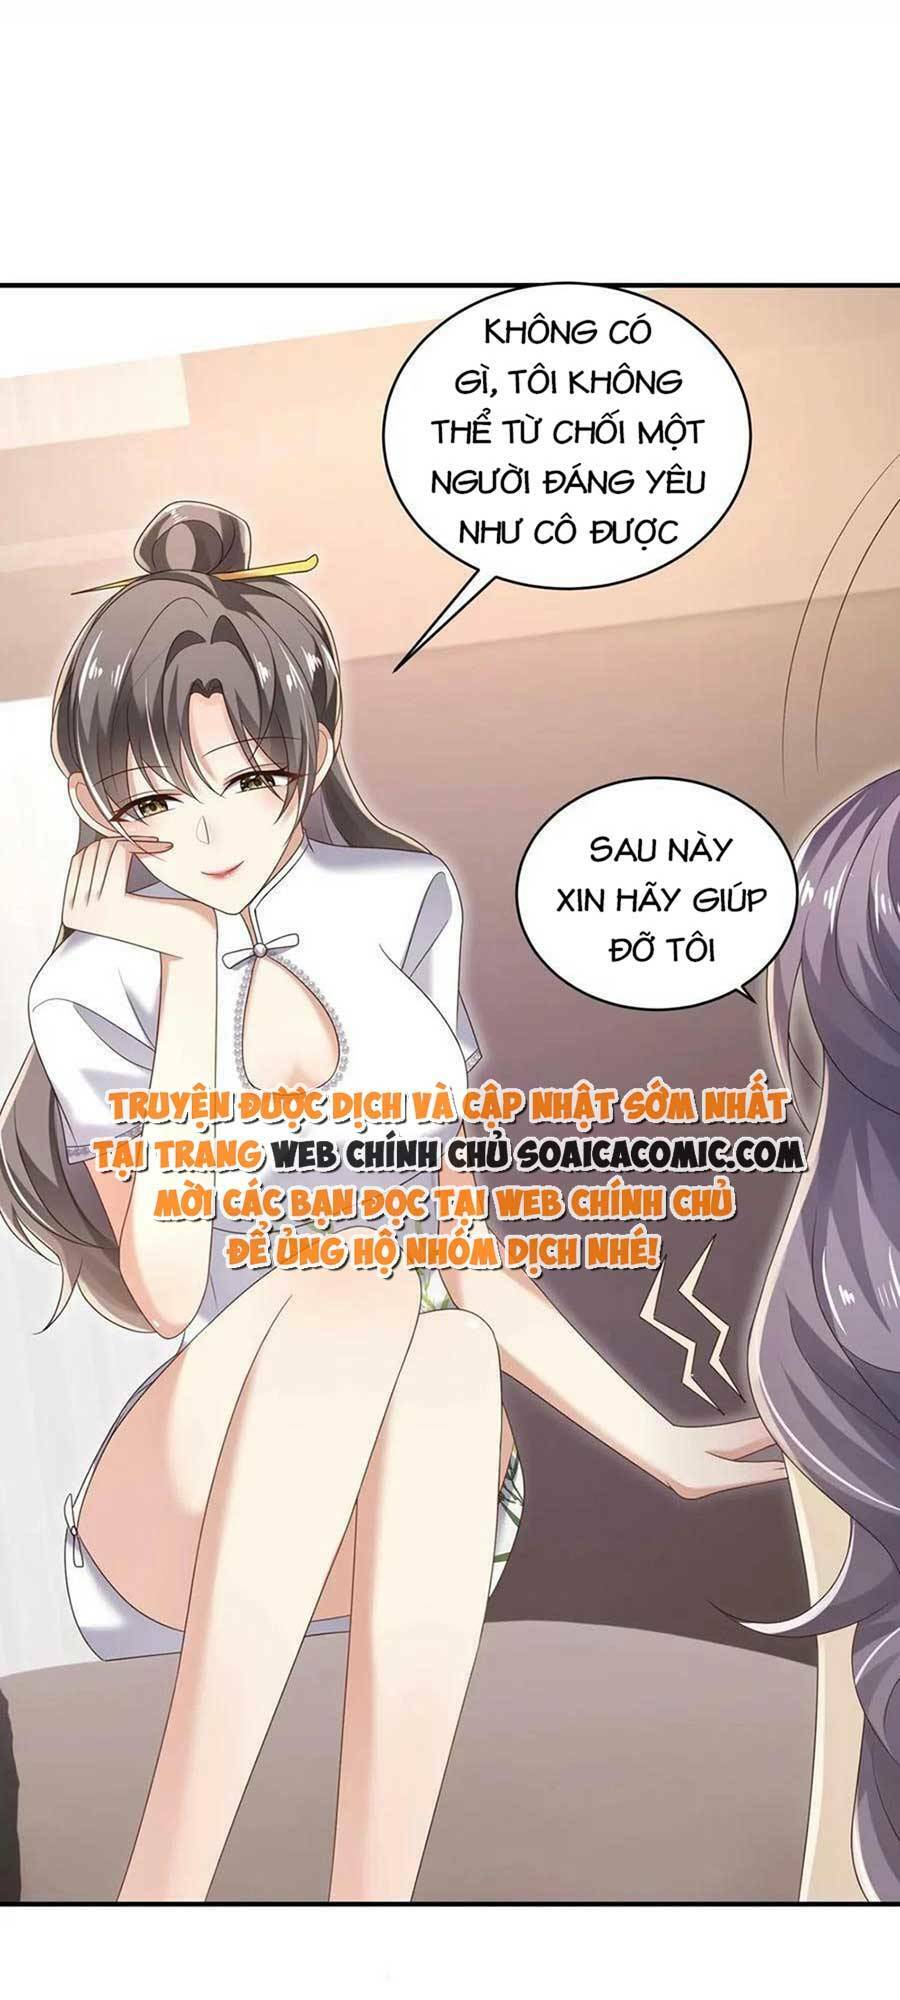 KHÔNG CÓ
GÌ, TÔI KHÔNG
THỂ TỪ CHỐI MỘT
NGƯỜI ĐÁNG YÊU
NHƯ CÔ ĐƯỢC
SAU NÀY
XIN HÃY GIÚP
ĐỠ TÔI
TRUYỆN ĐƯỢC DỊCH VÀ CẬP NHẬT SỚM NHẤT
TẠI TRANG WEB CHÍNH CHỦ SOAICACOMIC.COM
MỜI CÁC BẠN ĐỌC TẠI WEB CHÍNH CHỦ
ĐỂ ỦNG HỘ NHÓM DỊCH NHÉ!